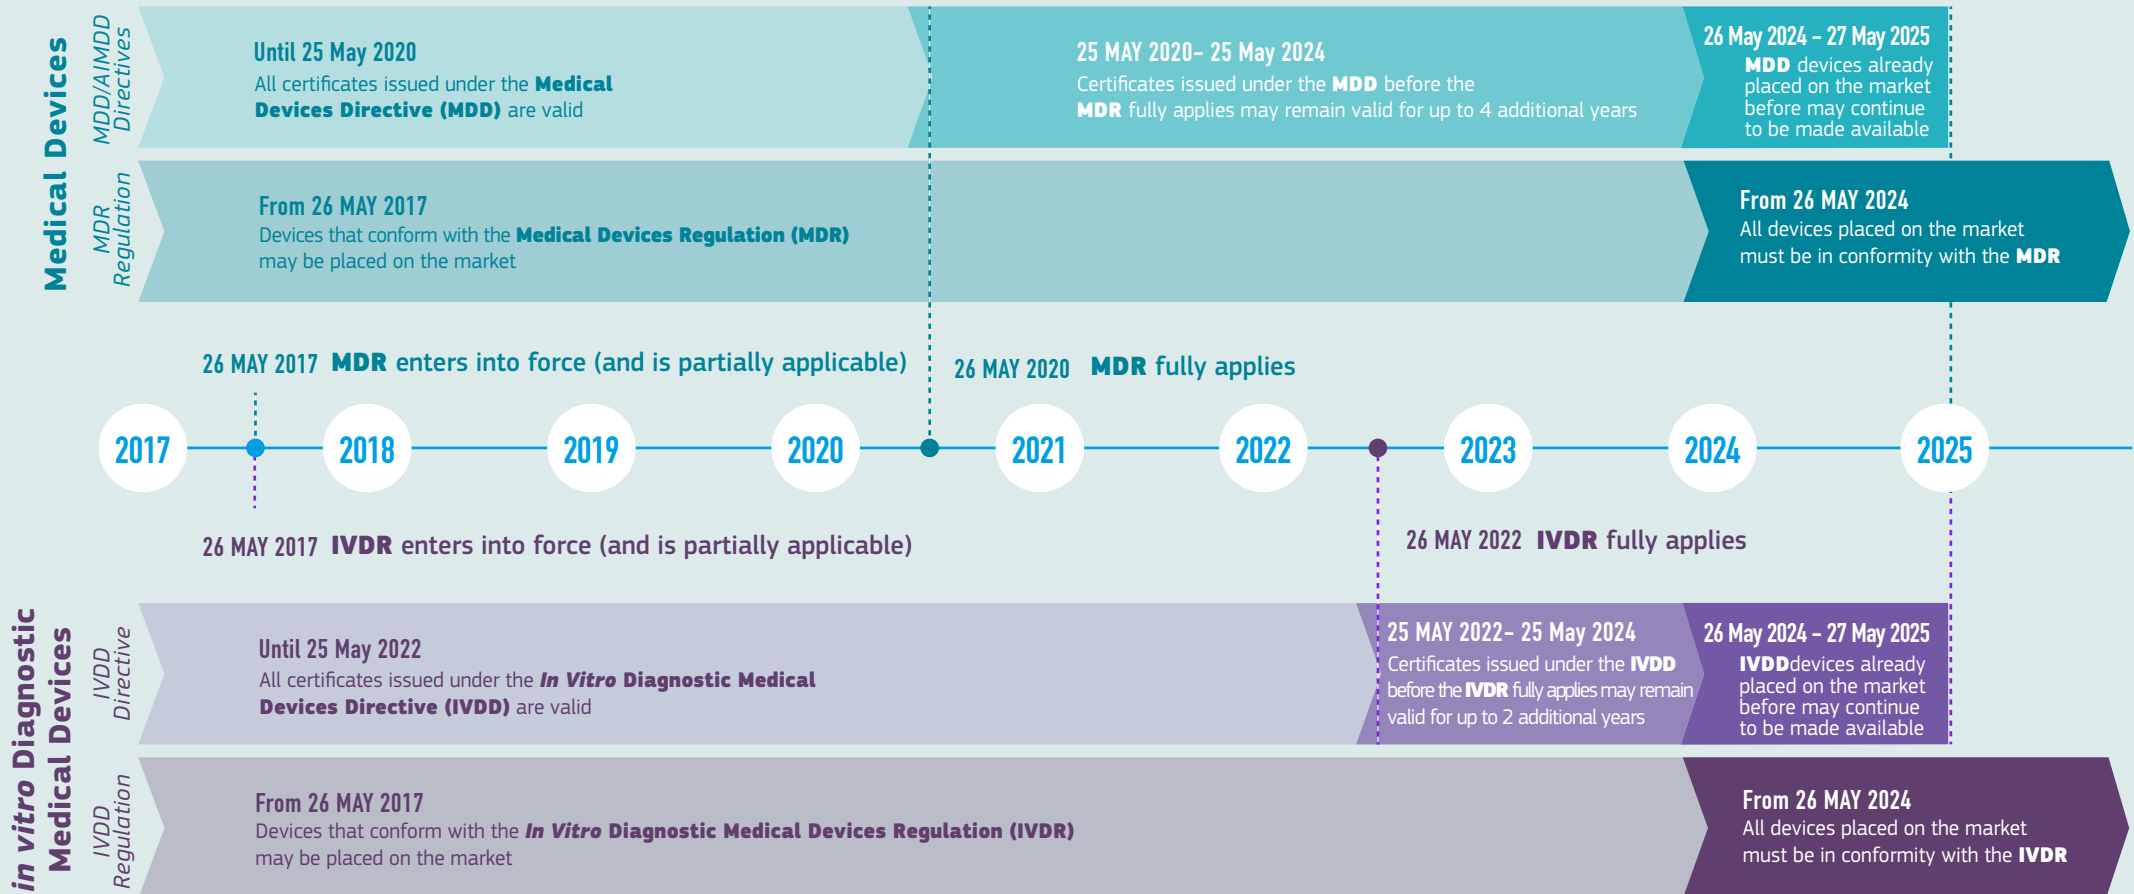 Medical Devices
MDD/AIMDD
Directives
Until 25 May 2020
All certificates issued under the Medical
Devices Directive (MDD) are valid
25 MAY 2020- 25 May 2024
Certificates issued under the MDD before the
MDR fully applies may remain valid for up to 4 additional years
26 May 2024 - 27 May 2025
MDD devices already
placed on the market
before may continue
to be made available
MDR
Regulation
From 26 MAY 2017
Devices that conform with the Medical Devices Regulation (MDR)
may be placed on the market
From 26 MAY 2024
All devices placed on the market
must be in conformity with the MDR
26 MAY 2017 MDR enters into force (and is partially applicable)
26 MAY 2020 MDR fully applies
2017 2018 2019 2020 2021 2022 2023 2024 2025
26 MAY 2017 IVDR enters into force (and is partially applicable)
26 MAY 2022 IVDR fully applies
in vitro Diagnostic
Medical Devices
IVDD
Directive
Until 25 May 2022
All certificates issued under the In Vitro Diagnostic Medical
Devices Directive (IVDD) are valid
25 MAY 2022- 25 May 2024
Certificates issued under the IVDD
before the IVDR fully applies may remain
valid for up to 2 additional years
26 May 2024 - 27 May 2025
IVDDdevices already
placed on the market
before may continue
to be made available
IVDD
Regulation
From 26 MAY 2017
Devices that conform with the In Vitro Diagnostic Medical Devices Regulation (IVDR)
may be placed on the market
From 26 MAY 2024
All devices placed on the market
must be in conformity with the IVDR